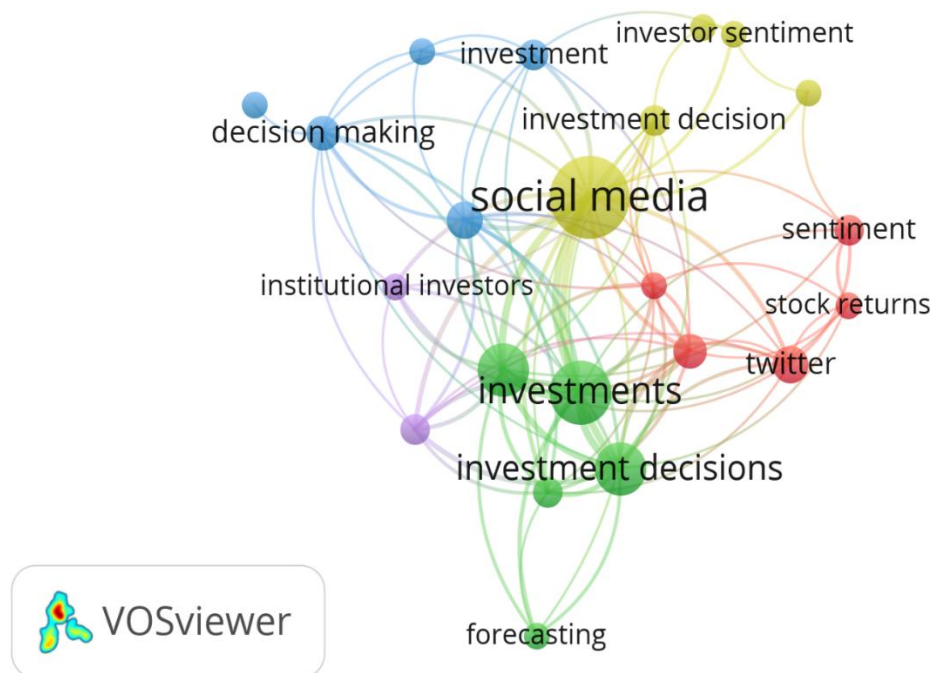 investor sentiment
investment
investment decision
decision making
social media
sentiment
institutional investors
stock returns
twitter
investments
investment decisions
VOSviewer
forecasting